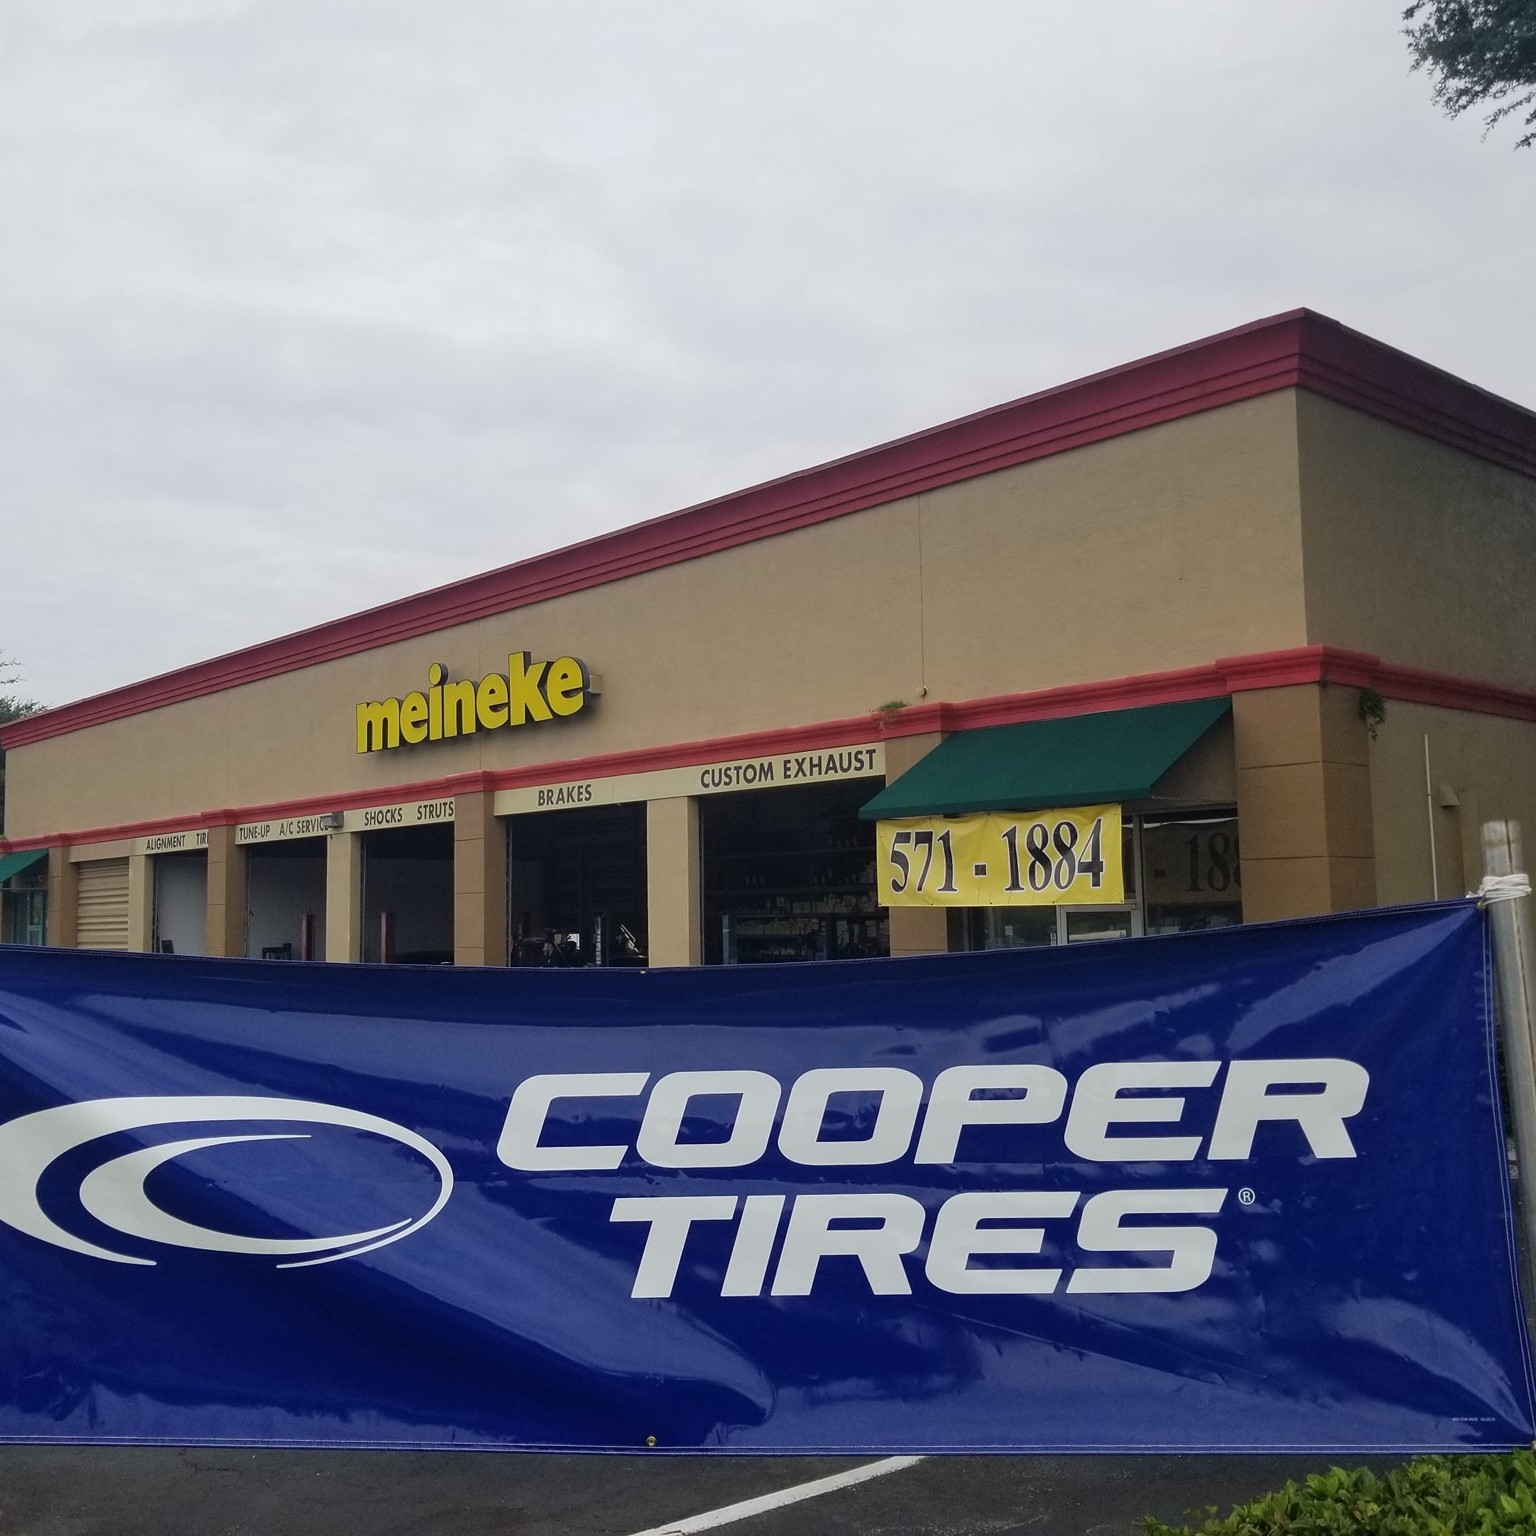 meineke
ALIGNMENT TUNE-UP A/C SERVICE SHOCKS STRUTS BRAKES CUSTOM EXHAUST
571 - 1884
COOPER
TIRES®